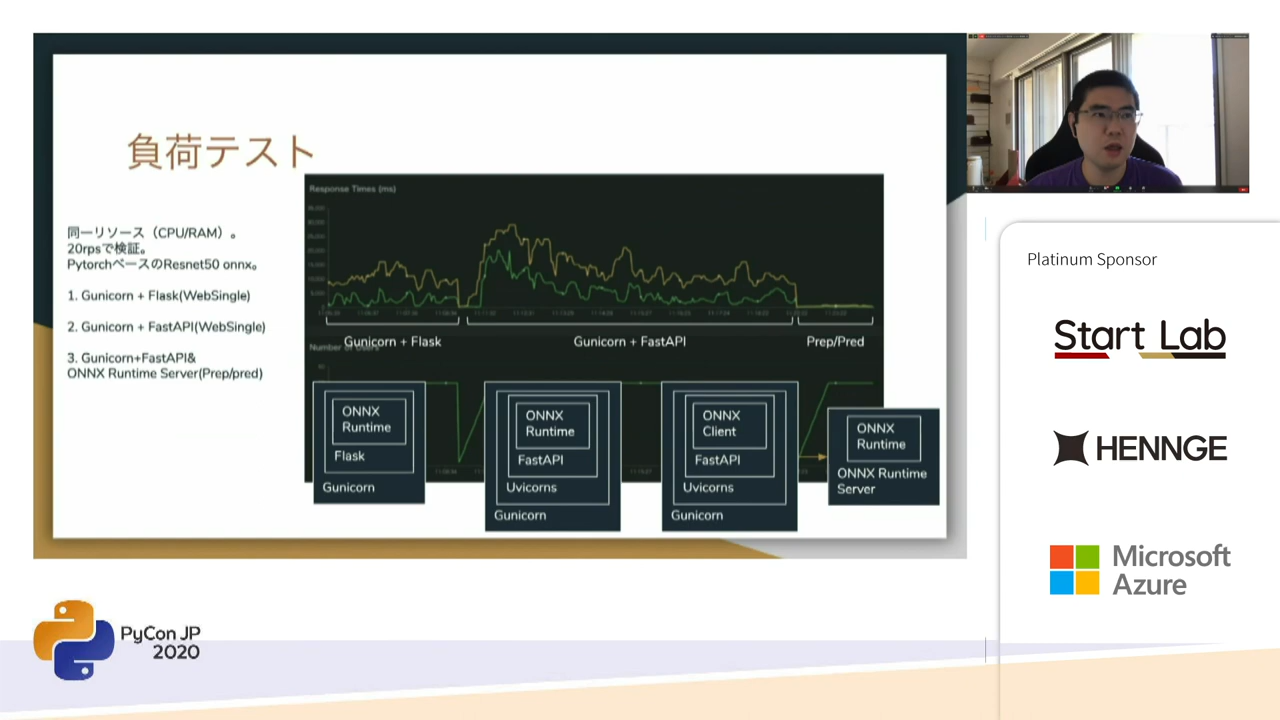 負荷テスト
同一リソース（CPU/RAM）。
20rpsで検証。
PytorchベースのResnet50 onnx。
1. Gunicorn + Flask(WebSingle)
2. Gunicorn + FastAPI(WebSingle)
3. Gunicorn+FastAPI&
ONNX Runtime Server(Prep/pred)
Response Times (ms)
Gunicorn + Flask
Gunicorn + FastAPI
Prep/Pred
Number of Users
ONNX
Runtime
Flask
Gunicorn
ONNX
Runtime
FastAPI
Uvicorns
Gunicorn
ONNX
Client
FastAPI
Uvicorns
Gunicorn
ONNX
Runtime
ONNX Runtime
Server
Platinum Sponsor
Start Lab
HENNGE
Microsoft
Azure
PyCon JP
2020